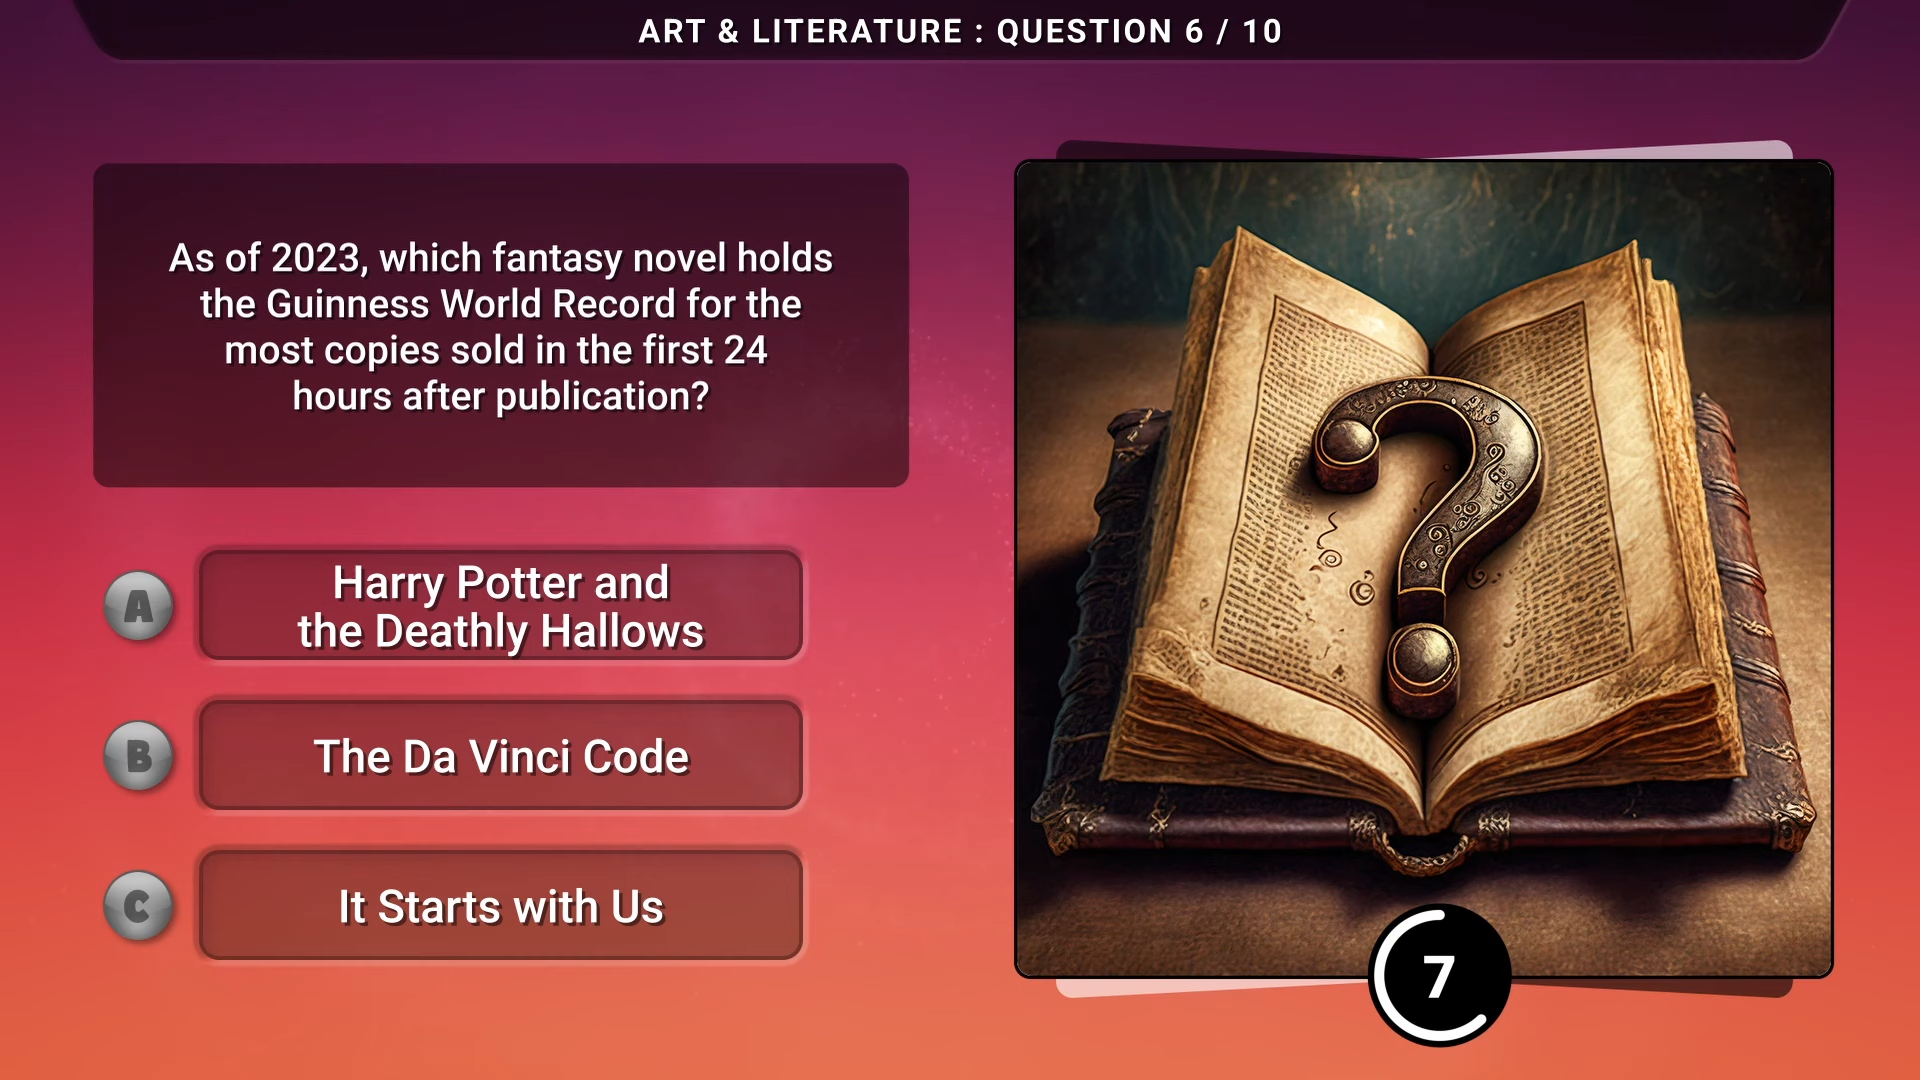 ART & LITERATURE : QUESTION 6 / 10
As of 2023, which fantasy novel holds
the Guinness World Record for the
most copies sold in the first 24
hours after publication?
A
Harry Potter and
the Deathly Hallows
B
The Da Vinci Code
C
It Starts with Us
7